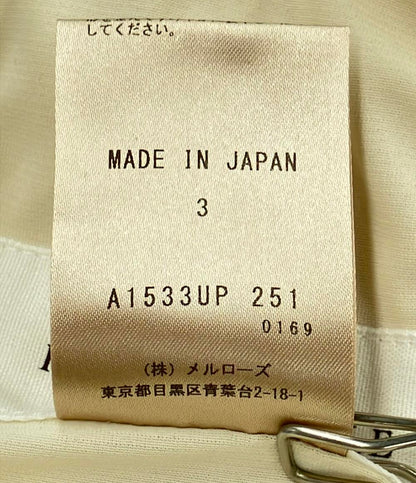 してください。
MADE IN JAPAN
3
A1533UP 251
0169
(株) メルローズ
東京都目黒区青葉台2-18-1
E